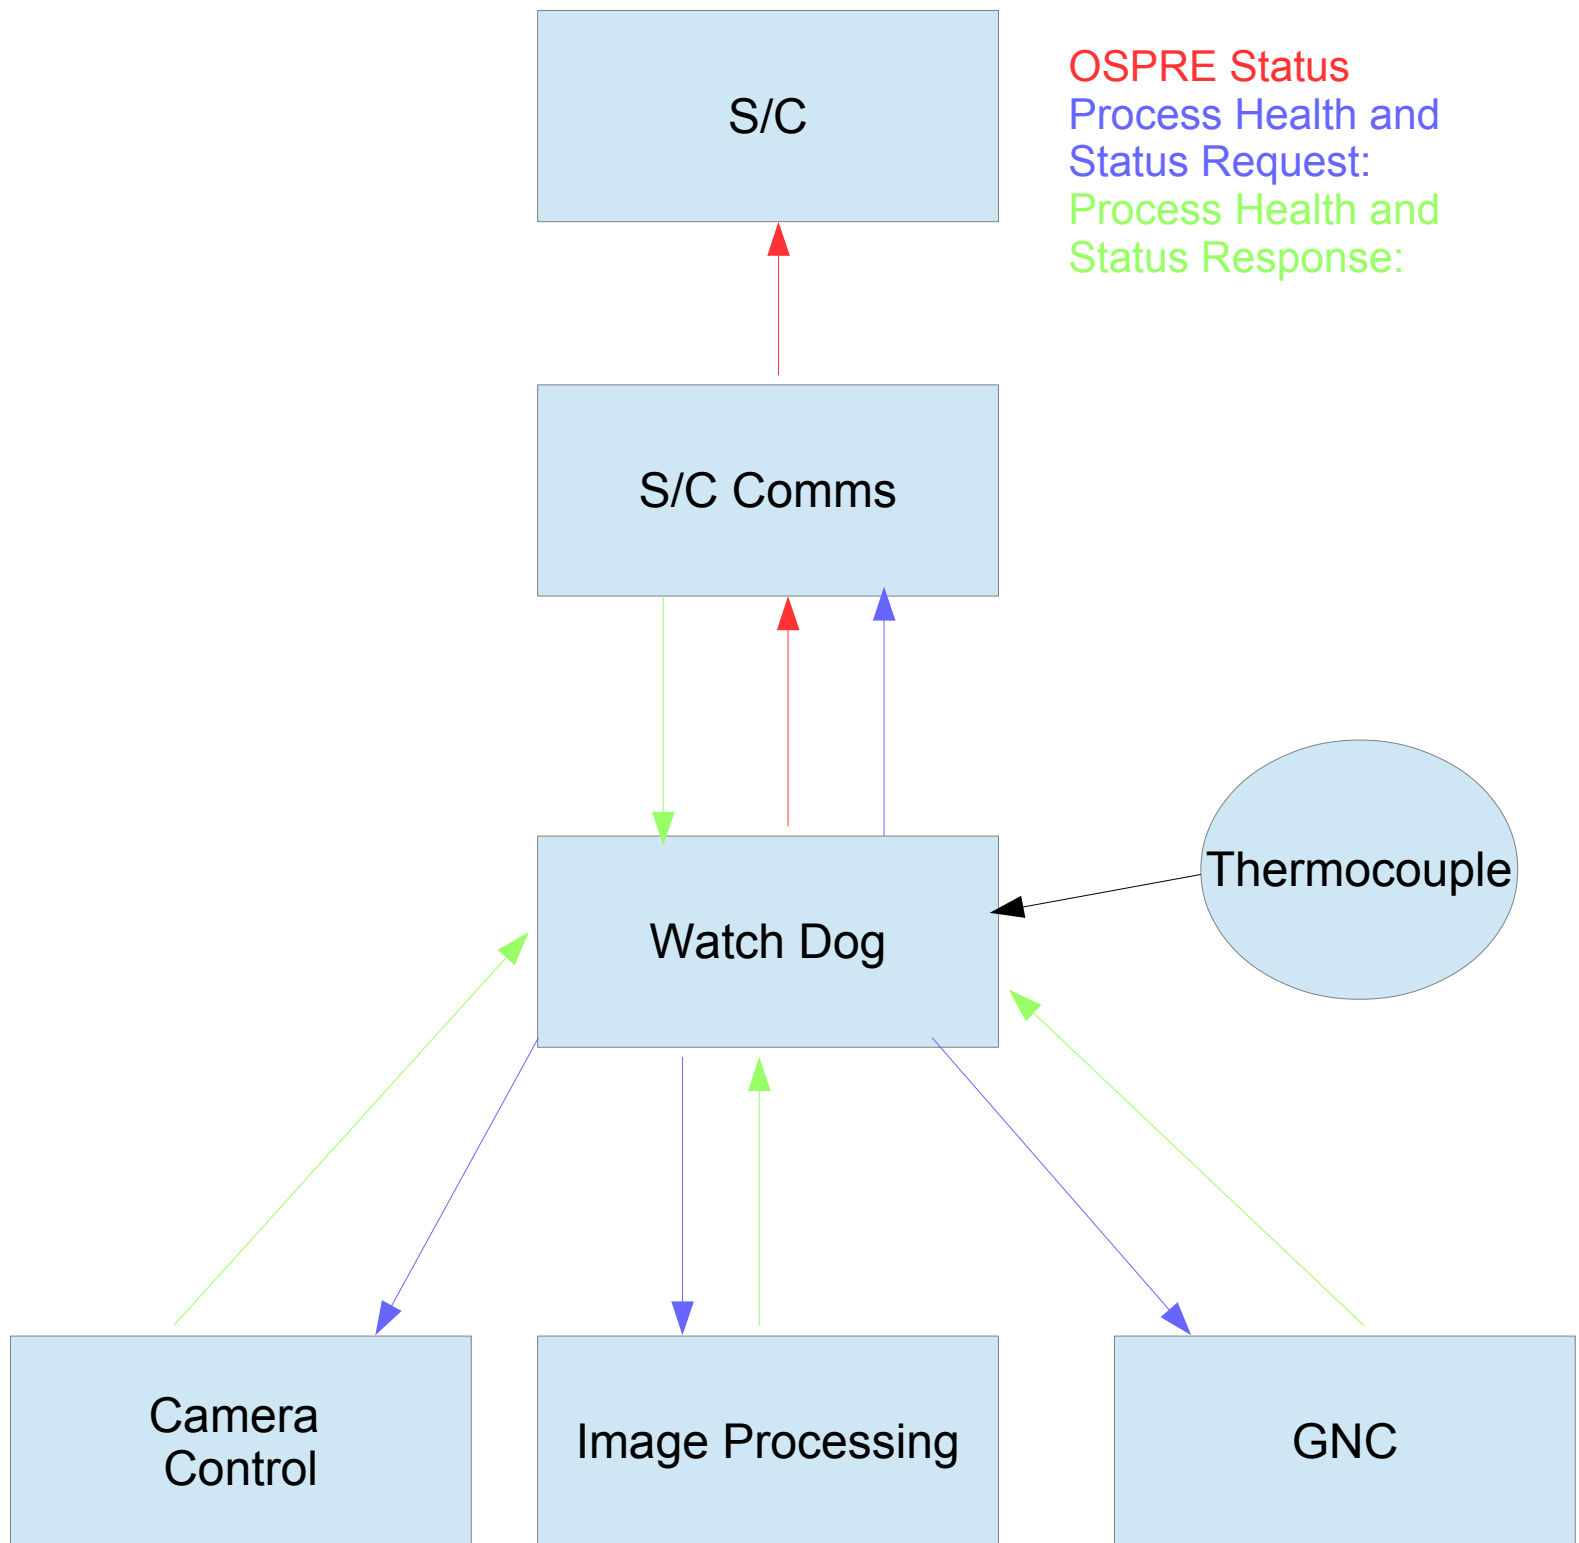 S/C
OSPRE Status
Process Health and
Status Request:
Process Health and
Status Response:
S/C Comms
Thermocouple
Watch Dog
Camera
Control
Image Processing
GNC